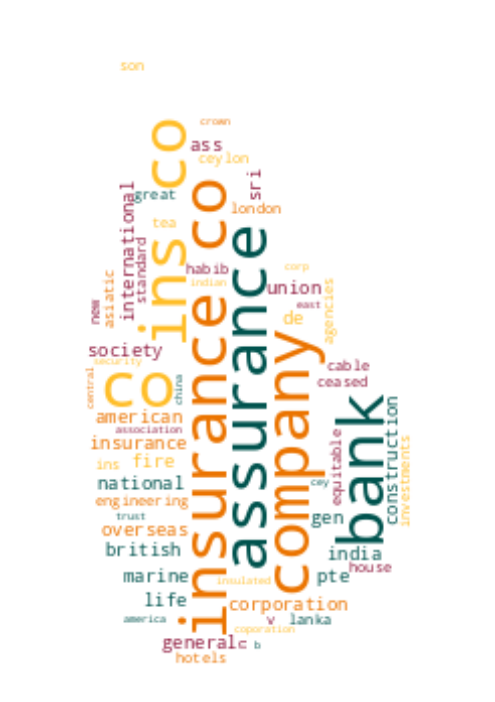 son
crown
co
ass
ceylon
sri
great
international
london
tea
standard
ins
insurance co
assurance
habib
indian
corp
union
asiatic
new
east
de
agencies
company
society
security
cable
ceased
central
co
china
american
association
insurance
bank
construction
equitable
investments
ins
fire
national
cey
engineering
trust
gen
overseas
british
india
house
marine
insulated
pte
life
corporation
america
v
lanka
coporation
general
c
b
hotels